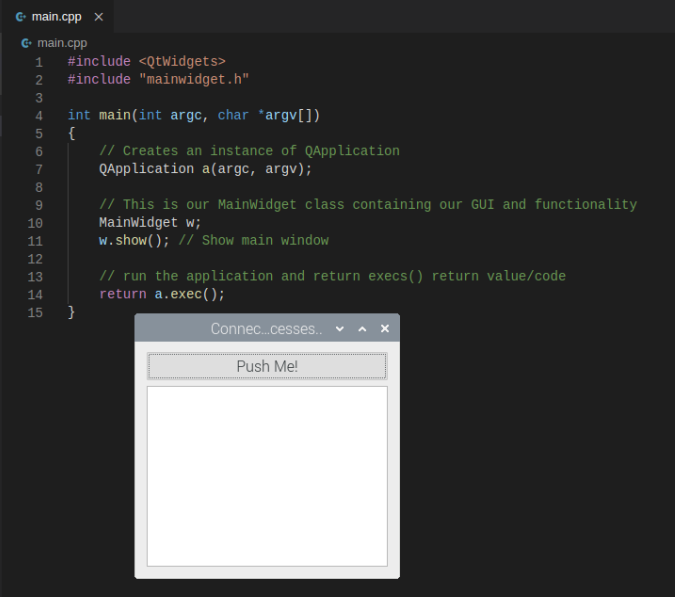 main.cpp
main.cpp
1 #include <QtWidgets>
2 #include "mainwidget.h"
3
4 int main(int argc, char *argv[])
5 {
6 // Creates an instance of QApplication
7 QApplication a(argc, argv);
8
9 // This is our MainWidget class containing our GUI and functionality
10 MainWidget w;
11 w.show(); // Show main window
12
13 // run the application and return execs() return value/code
14 return a.exec();
15 }
Connec...cesses..
Push Me!